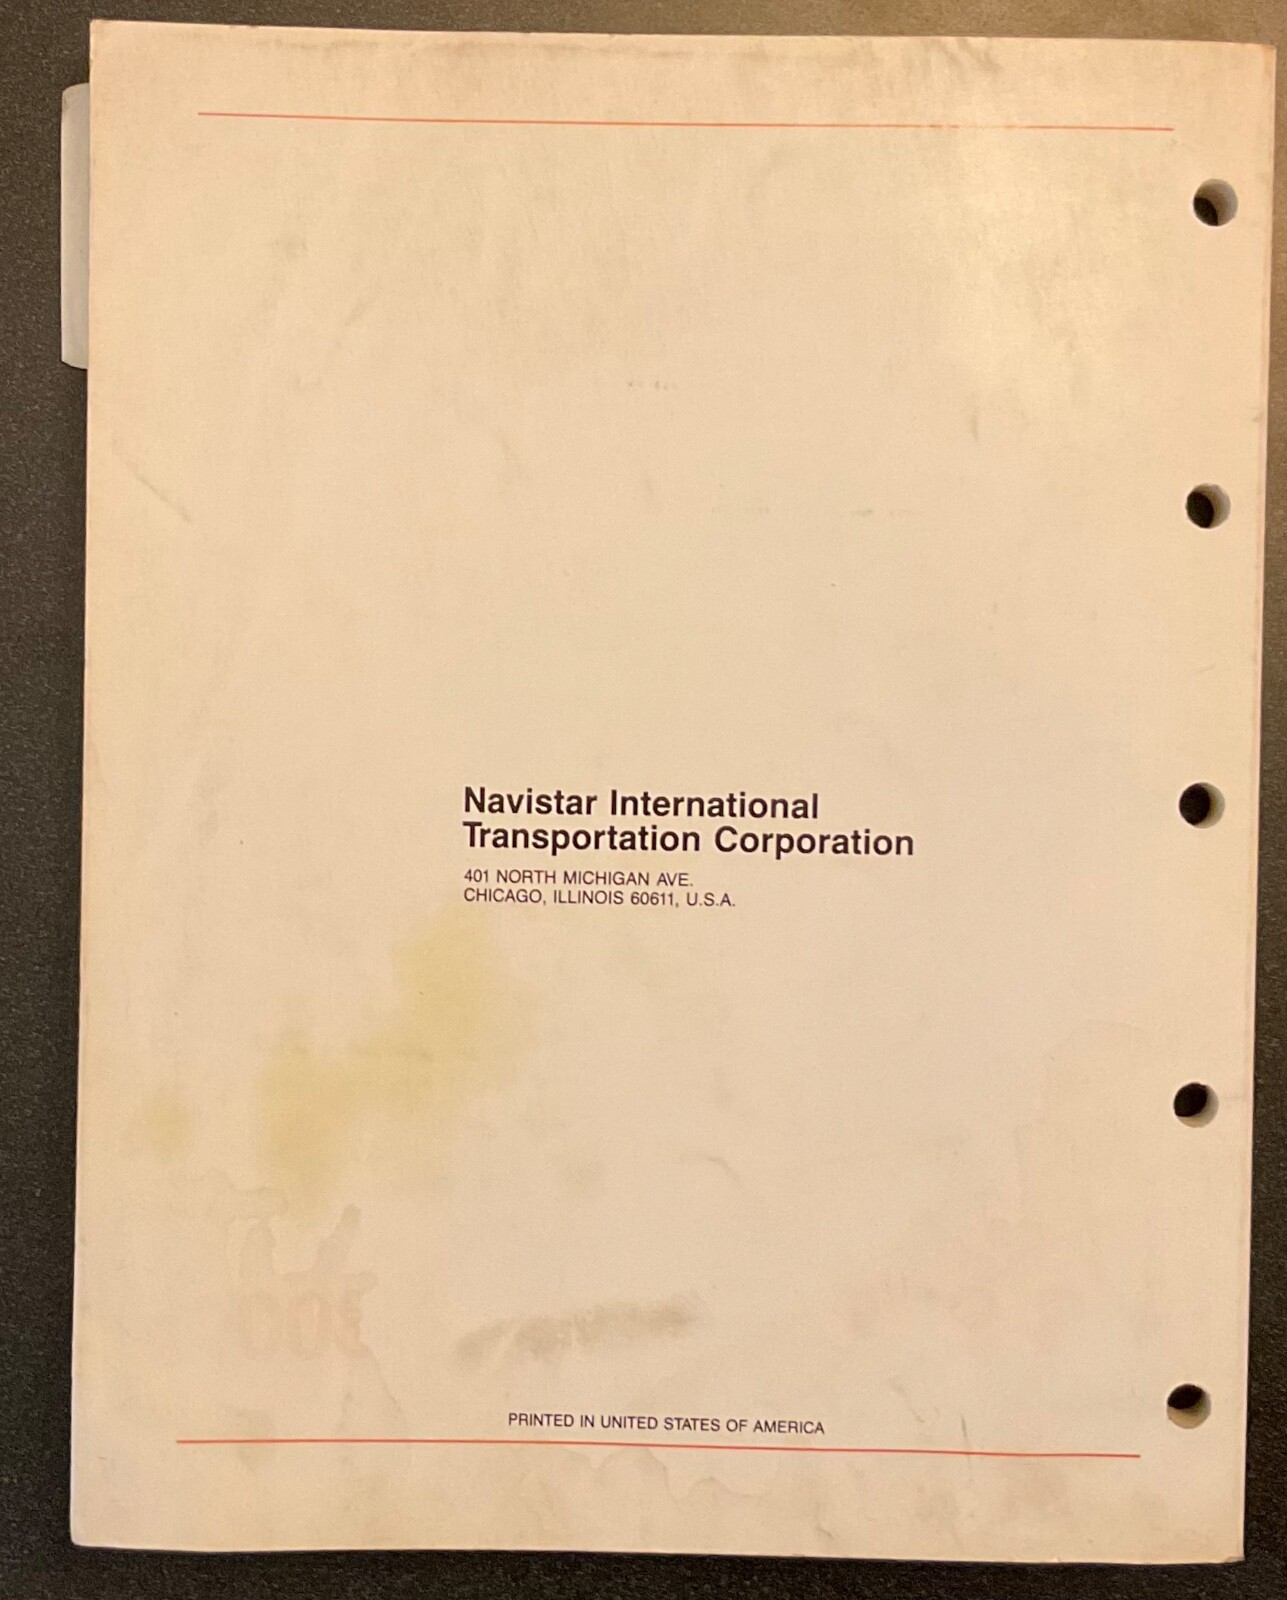 Navistar International
Transportation Corporation
401 NORTH MICHIGAN AVE.
CHICAGO, ILLINOIS 60611, U.S.A.
PRINTED IN UNITED STATES OF AMERICA